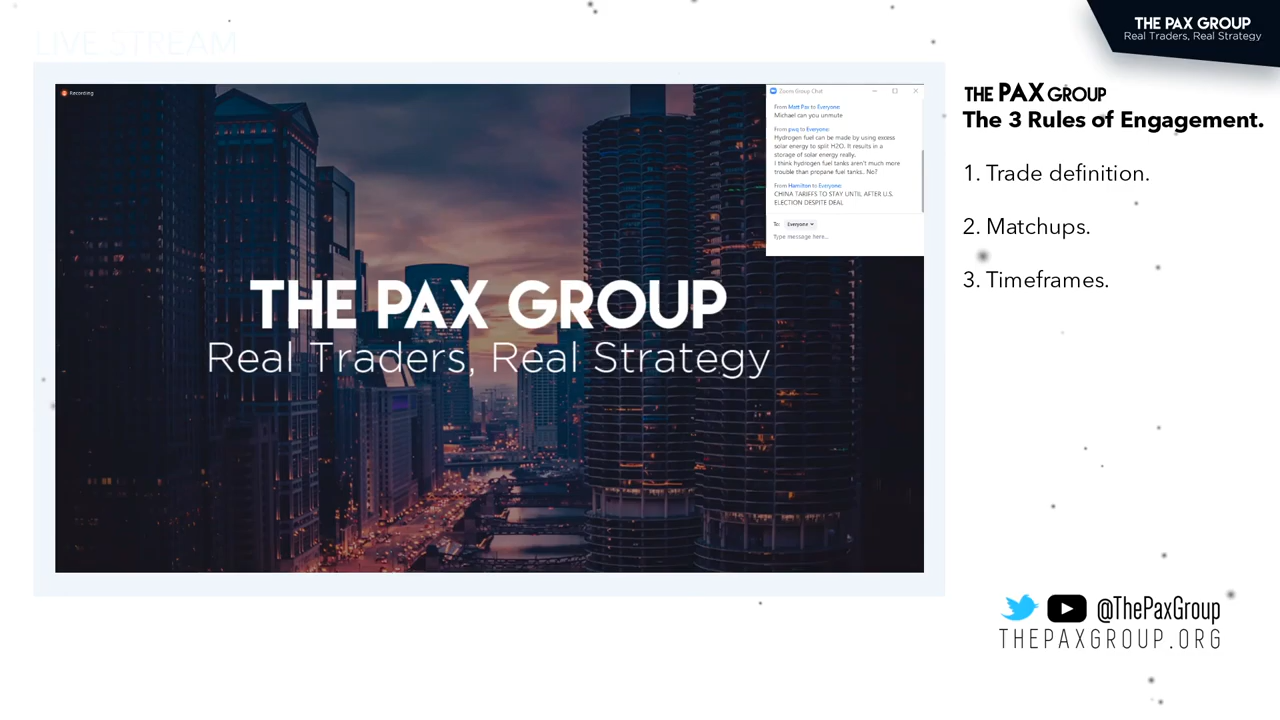 LIVE STREAM
THE PAX GROUP
Real Traders, Real Strategy
Recording
Zoom Group Chat
From Matt Pax to Everyone:
Michael can you unmute
From pwq to Everyone:
Hydrogen fuel can be made by using excess
solar energy to split H2O. It results in a
storage of solar energy really.
I think hydrogen fuel tanks aren't much more
trouble than propane fuel tanks.. No?
From Hamilton to Everyone:
CHINA TARIFFS TO STAY UNTIL AFTER U.S.
ELECTION DESPITE DEAL
To: Everyone
Type message here...
THE PAX GROUP
Real Traders, Real Strategy
THE PAX GROUP
The 3 Rules of Engagement.
1. Trade definition.
2. Matchups.
3. Timeframes.
@ThePaxGroup
THEPAXGROUP.ORG